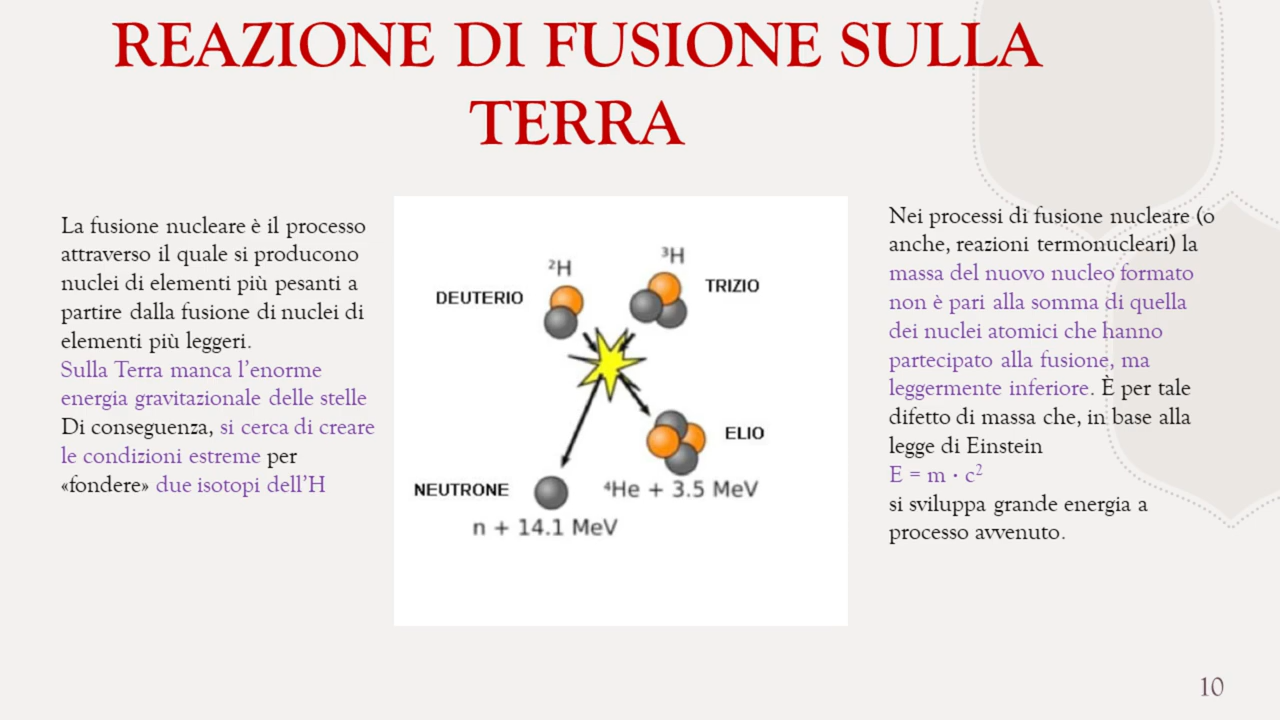 REAZIONE DI FUSIONE SULLA
TERRA
La fusione nucleare è il processo
attraverso il quale si producono
nuclei di elementi più pesanti a
partire dalla fusione di nuclei di
elementi più leggeri.
Sulla Terra manca l’enorme
energia gravitazionale delle stelle
Di conseguenza, si cerca di creare
le condizioni estreme per
«fondere» due isotopi dell’H
²H
³H
DEUTERIO
TRIZIO
ELIO
NEUTRONE
⁴He + 3.5 MeV
n + 14.1 MeV
Nei processi di fusione nucleare (o
anche, reazioni termonucleari) la
massa del nuovo nucleo formato
non è pari alla somma di quella
dei nuclei atomici che hanno
partecipato alla fusione, ma
leggermente inferiore. È per tale
difetto di massa che, in base alla
legge di Einstein
E = m · c²
si sviluppa grande energia a
processo avvenuto.
10